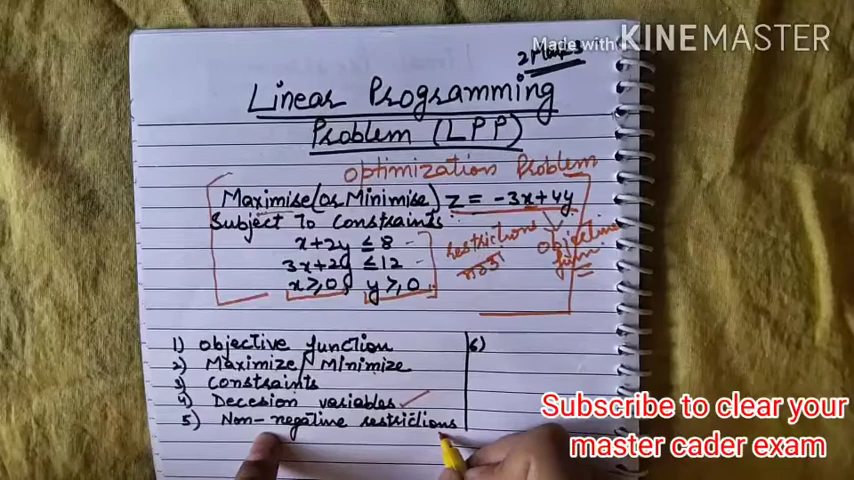 Made with KINEMASTER
2 Marks
Linear Programming
Problem (LPP)
Optimization Problem
Maximise (or Minimise) z = -3x+4y
Subject To constraints
x+2y ≤ 8
3x+2y ≤ 12
x ≥, 0 y ≥, 0
restrictions
Objective
fun.
1) Objective function
2) Maximize / Minimize
3) Constraints
4) Decesion variables
5) Non-negative restrictions
6)
Subscribe to clear your
master cader exam